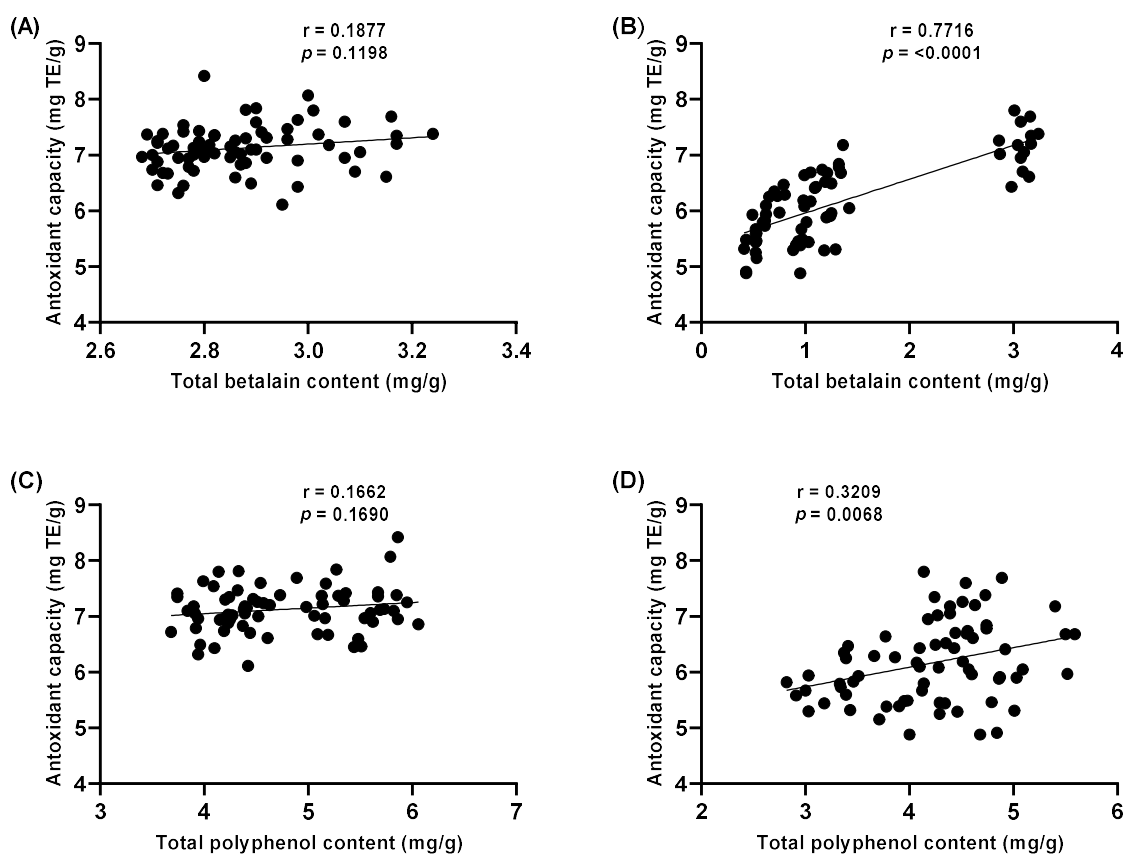 (A)
r = 0.1877
p = 0.1198
Antoxidant capacity (mg TE/g)
9
8
7
6
5
4
2.6 2.8 3.0 3.2 3.4
Total betalain content (mg/g)
(B)
r = 0.7716
p = <0.0001
Antoxidant capacity (mg TE/g)
9
8
7
6
5
4
0 1 2 3 4
Total betalain content (mg/g)
(C)
r = 0.1662
p = 0.1690
Antoxidant capacity (mg TE/g)
9
8
7
6
5
4
3 4 5 6 7
Total polyphenol content (mg/g)
(D)
r = 0.3209
p = 0.0068
Antoxidant capacity (mg TE/g)
9
8
7
6
5
4
2 3 4 5 6
Total polyphenol content (mg/g)